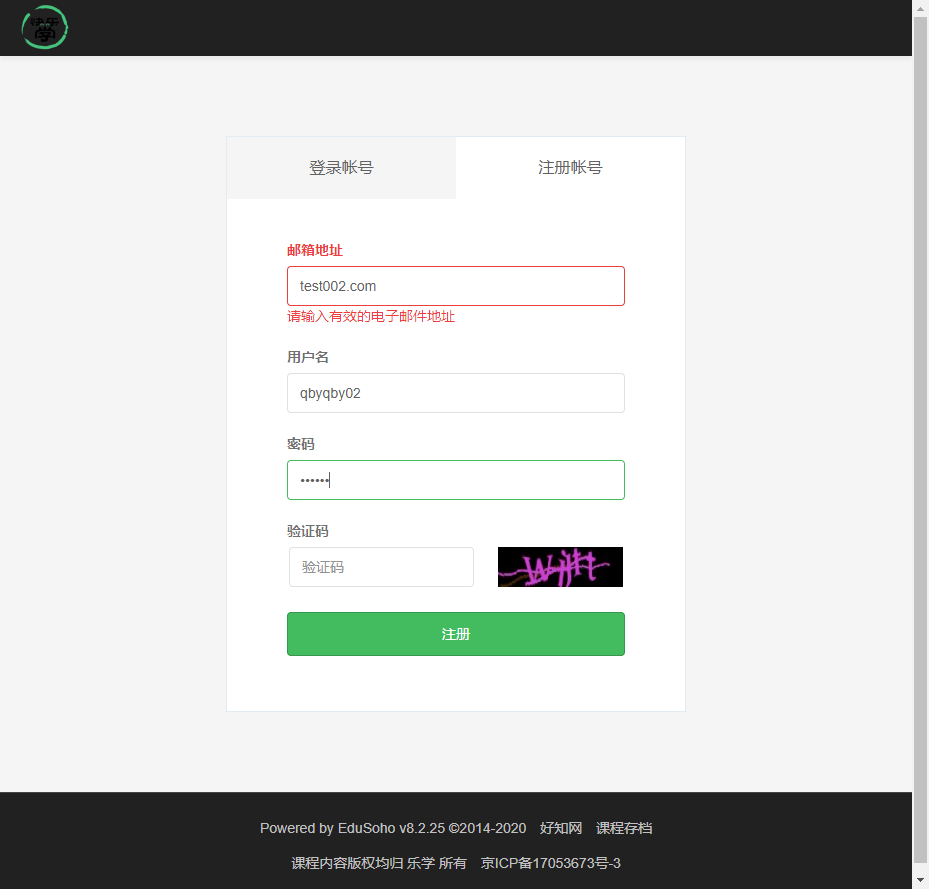 快乐
学
登录帐号
注册帐号
邮箱地址
test002.com
请输入有效的电子邮件地址
用户名
qbyqby02
密码
••••••
验证码
验证码
注册
Powered by EduSoho v8.2.25 ©2014-2020 好知网 课程存档
课程内容版权均归 乐学 所有 京ICP备17053673号-3